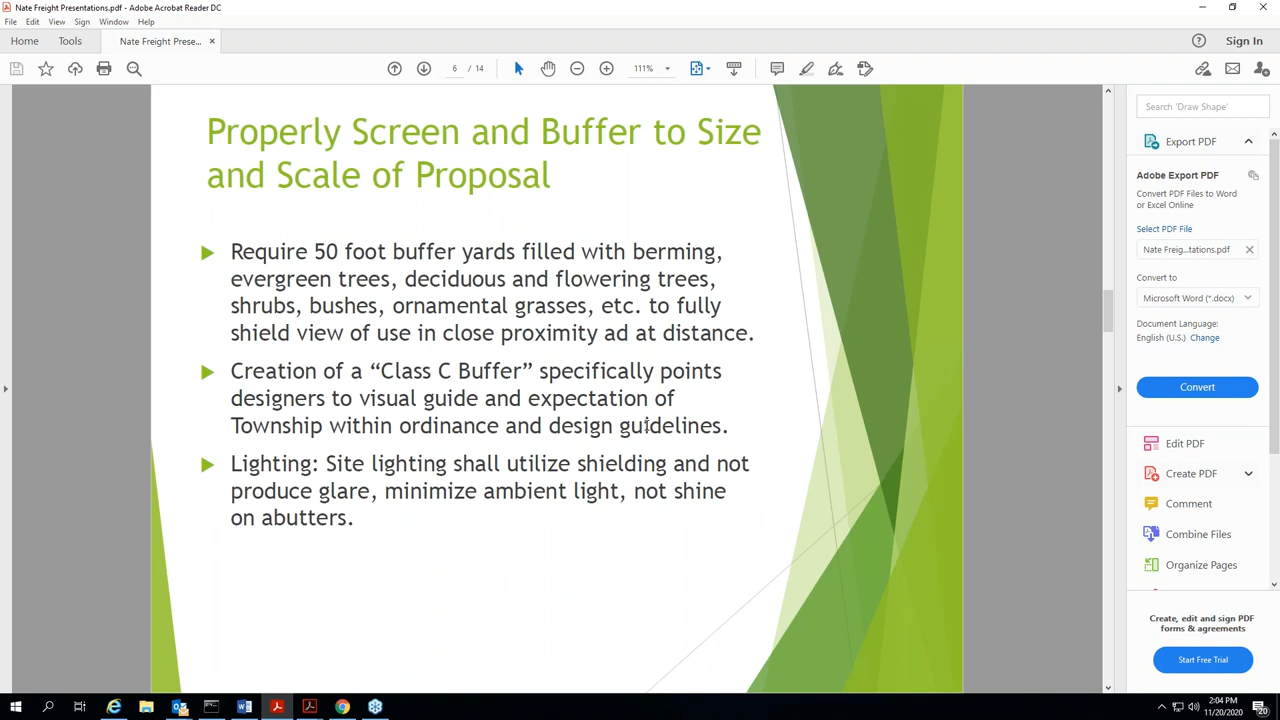 Nate Freight Presentations.pdf - Adobe Acrobat Reader DC
File Edit View Sign Window Help
Home Tools Nate Freight Prese... × Sign In
6 / 14 111%
Properly Screen and Buffer to Size
and Scale of Proposal
Require 50 foot buffer yards filled with berming,
evergreen trees, deciduous and flowering trees,
shrubs, bushes, ornamental grasses, etc. to fully
shield view of use in close proximity ad at distance.
Creation of a “Class C Buffer” specifically points
designers to visual guide and expectation of
Township within ordinance and design guidelines.
Lighting: Site lighting shall utilize shielding and not
produce glare, minimize ambient light, not shine
on abutters.
Search 'Draw Shape'
Export PDF
Adobe Export PDF
Convert PDF Files to Word
or Excel Online
Select PDF File
Nate Freig...tations.pdf
Convert to
Microsoft Word (*.docx)
Document Language:
English (U.S.) Change
Convert
Edit PDF
Create PDF
Comment
Combine Files
Organize Pages
Create, edit and sign PDF
forms & agreements
Start Free Trial
2:04 PM
11/20/2020
20